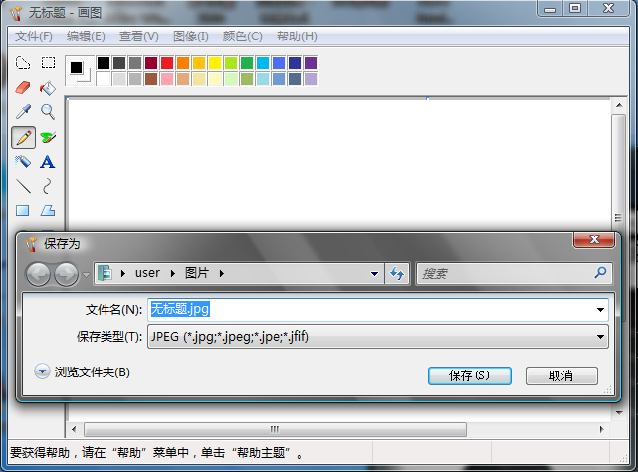 无标题 - 画图
文件(F) 编辑(E) 查看(V) 图像(I) 颜色(C) 帮助(H)
保存为
user 图片 搜索
文件名(N): 无标题.jpg
保存类型(T): JPEG (*.jpg;*.jpeg;*.jpe;*.jfif)
浏览文件夹(B) 保存(S) 取消
要获得帮助，请在“帮助”菜单中，单击“帮助主题”。